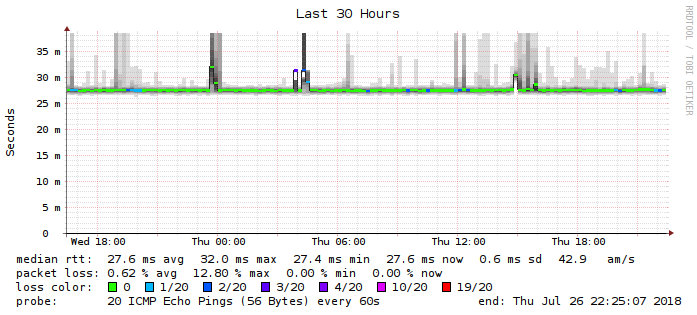 Last 30 Hours
RRDTOOL / TOBI OETIKER
Seconds
35 m
30 m
25 m
20 m
15 m
10 m
5 m
0
Wed 18:00 Thu 00:00 Thu 06:00 Thu 12:00 Thu 18:00
median rtt: 27.6 ms avg 32.0 ms max 27.4 ms min 27.6 ms now 0.6 ms sd 42.9 am/s
packet loss: 0.62 % avg 12.80 % max 0.00 % min 0.00 % now
loss color: 0 1/20 2/20 3/20 4/20 10/20 19/20
probe: 20 ICMP Echo Pings (56 Bytes) every 60s end: Thu Jul 26 22:25:07 2018